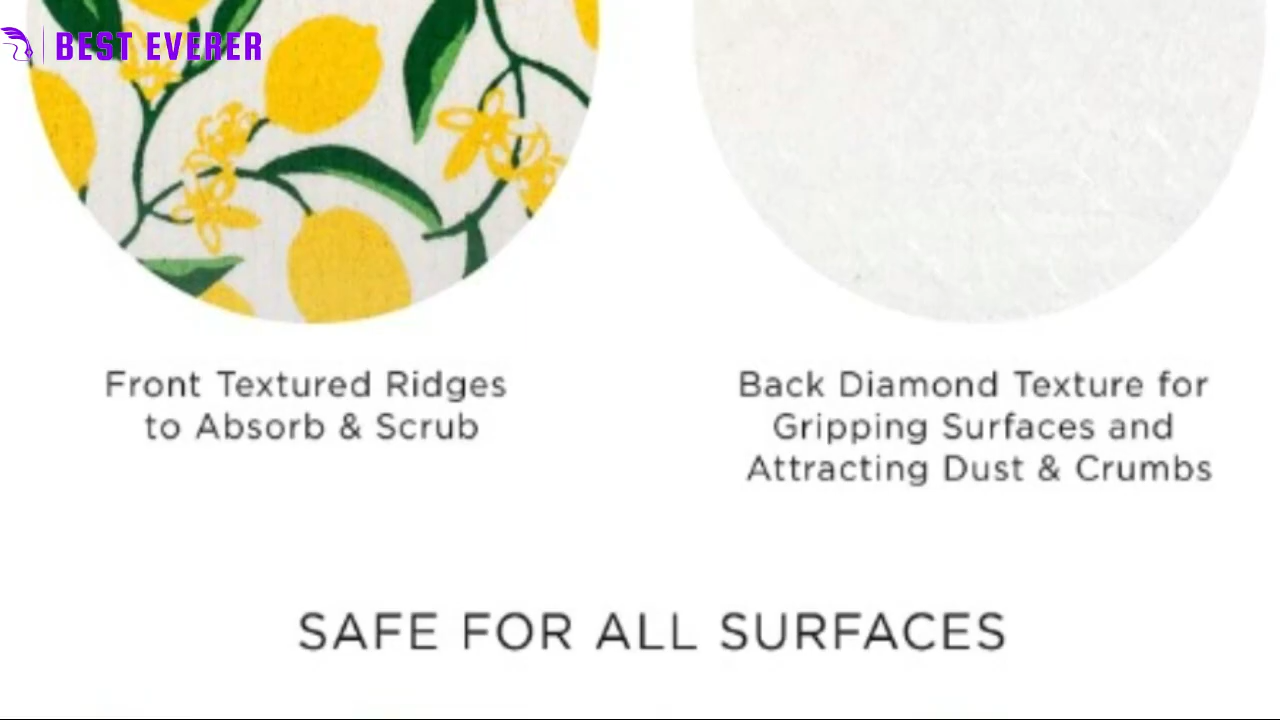 BEST EVERER
Front Textured Ridges
to Absorb & Scrub
Back Diamond Texture for
Gripping Surfaces and
Attracting Dust & Crumbs
SAFE FOR ALL SURFACES